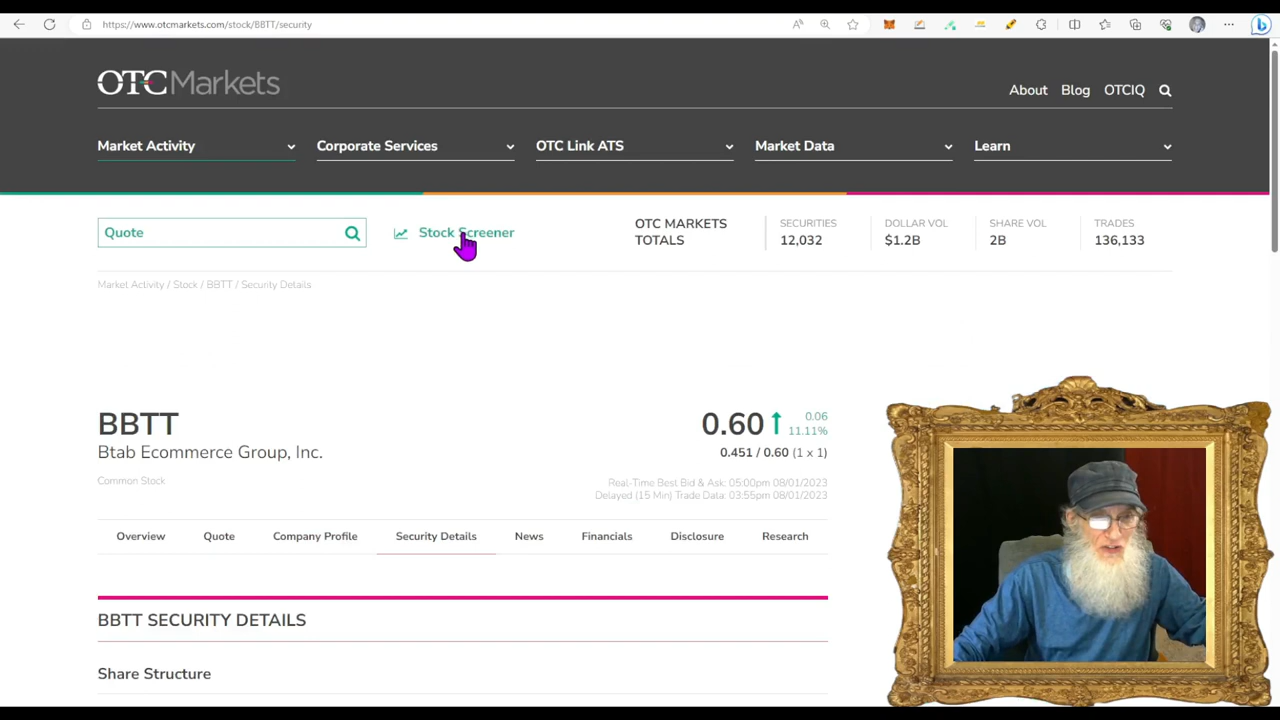 https://www.otcmarkets.com/stock/BBTT/security
OTC Markets
About Blog OTCIQ
Market Activity Corporate Services OTC Link ATS Market Data Learn
Quote
Stock Screener
OTC MARKETS TOTALS
SECURITIES
12,032
DOLLAR VOL
$1.2B
SHARE VOL
2B
TRADES
136,133
Market Activity / Stock / BBTT / Security Details
BBTT
Btab Ecommerce Group, Inc.
Common Stock
0.60
0.06
11.11%
0.451 / 0.60 (1 x 1)
Real-Time Best Bid & Ask: 05:00pm 08/01/2023
Delayed (15 Min) Trade Data: 03:55pm 08/01/2023
Overview Quote Company Profile Security Details News Financials Disclosure Research
BBTT SECURITY DETAILS
Share Structure